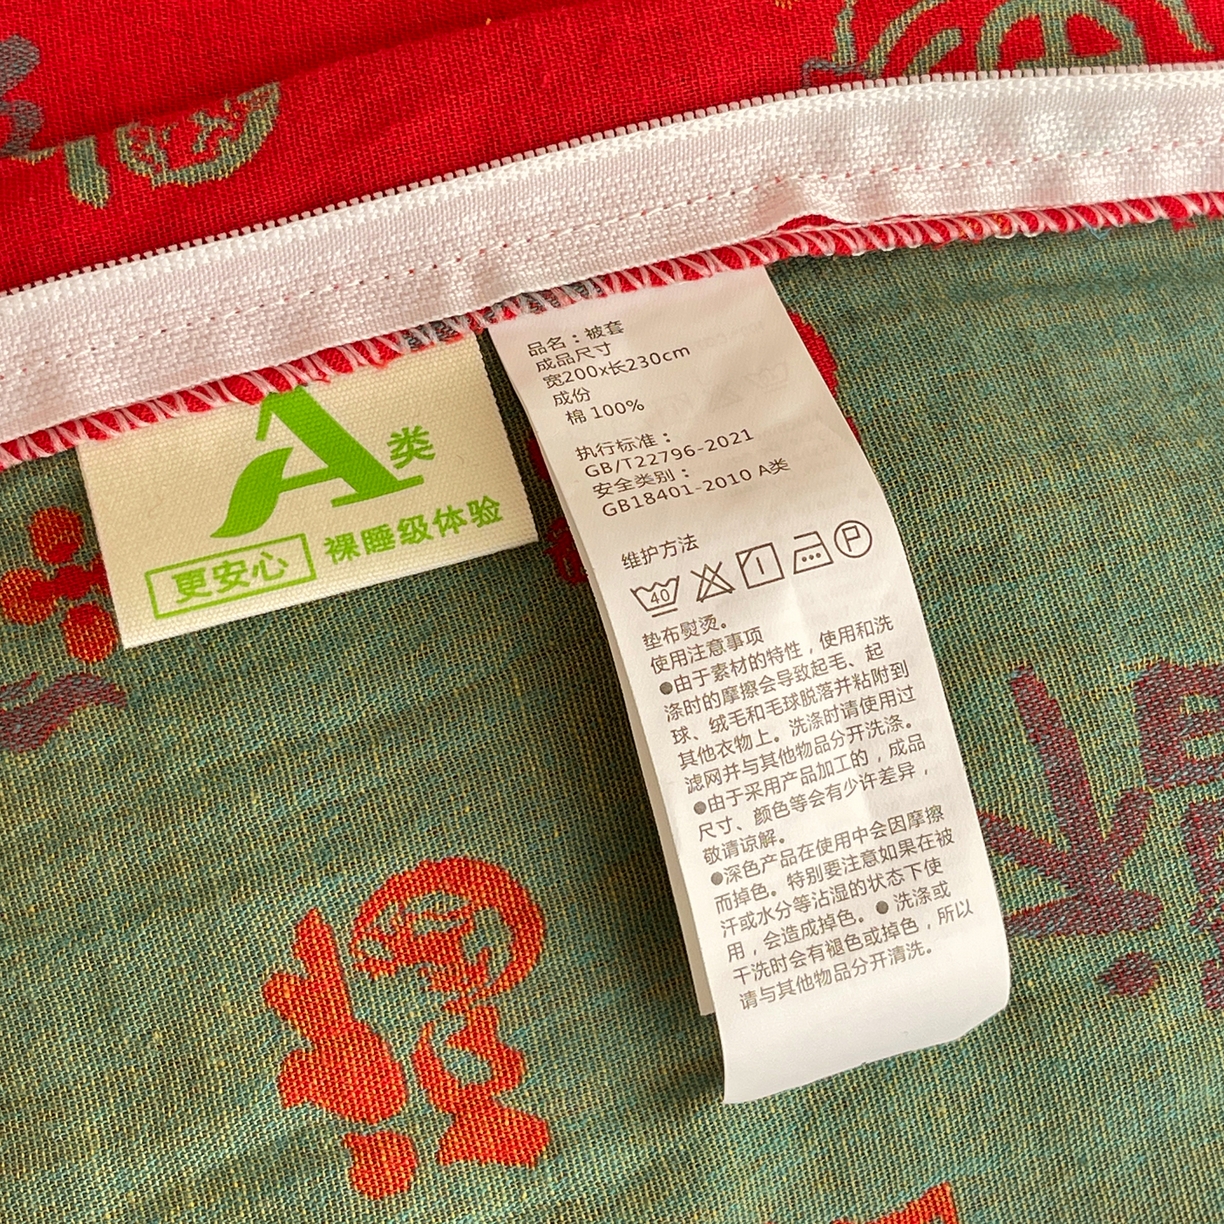 A类
更安心 裸睡级体验
品名：被套
成品尺寸
宽200x长230cm
成份
棉 100%
执行标准：
GB/T22796-2021
安全类别：
GB18401-2010 A类
维护方法
40 P
垫布熨烫。
使用注意事项
●由于素材的特性，使用和洗
涤时的摩擦会导致起毛、起
球、绒毛和毛球脱落并粘附到
其他衣物上。洗涤时请使用过
滤网并与其他物品分开洗涤。
●由于采用产品加工的，成品
尺寸、颜色等会有少许差异，
敬请谅解。
●深色产品在使用中会因摩擦
而掉色。特别要注意如果在被
汗或水分等沾湿的状态下使
用，会造成掉色。●洗涤或
干洗时会有褪色或掉色，所以
请与其他物品分开清洗。